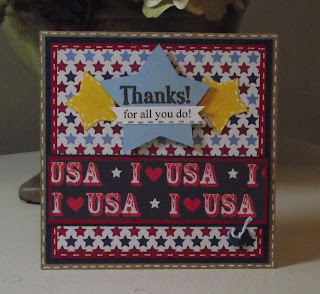 Thanks!
for all you do!
USA ★ I ♥ USA ★ I
I ♥ USA ★ I ♥ USA